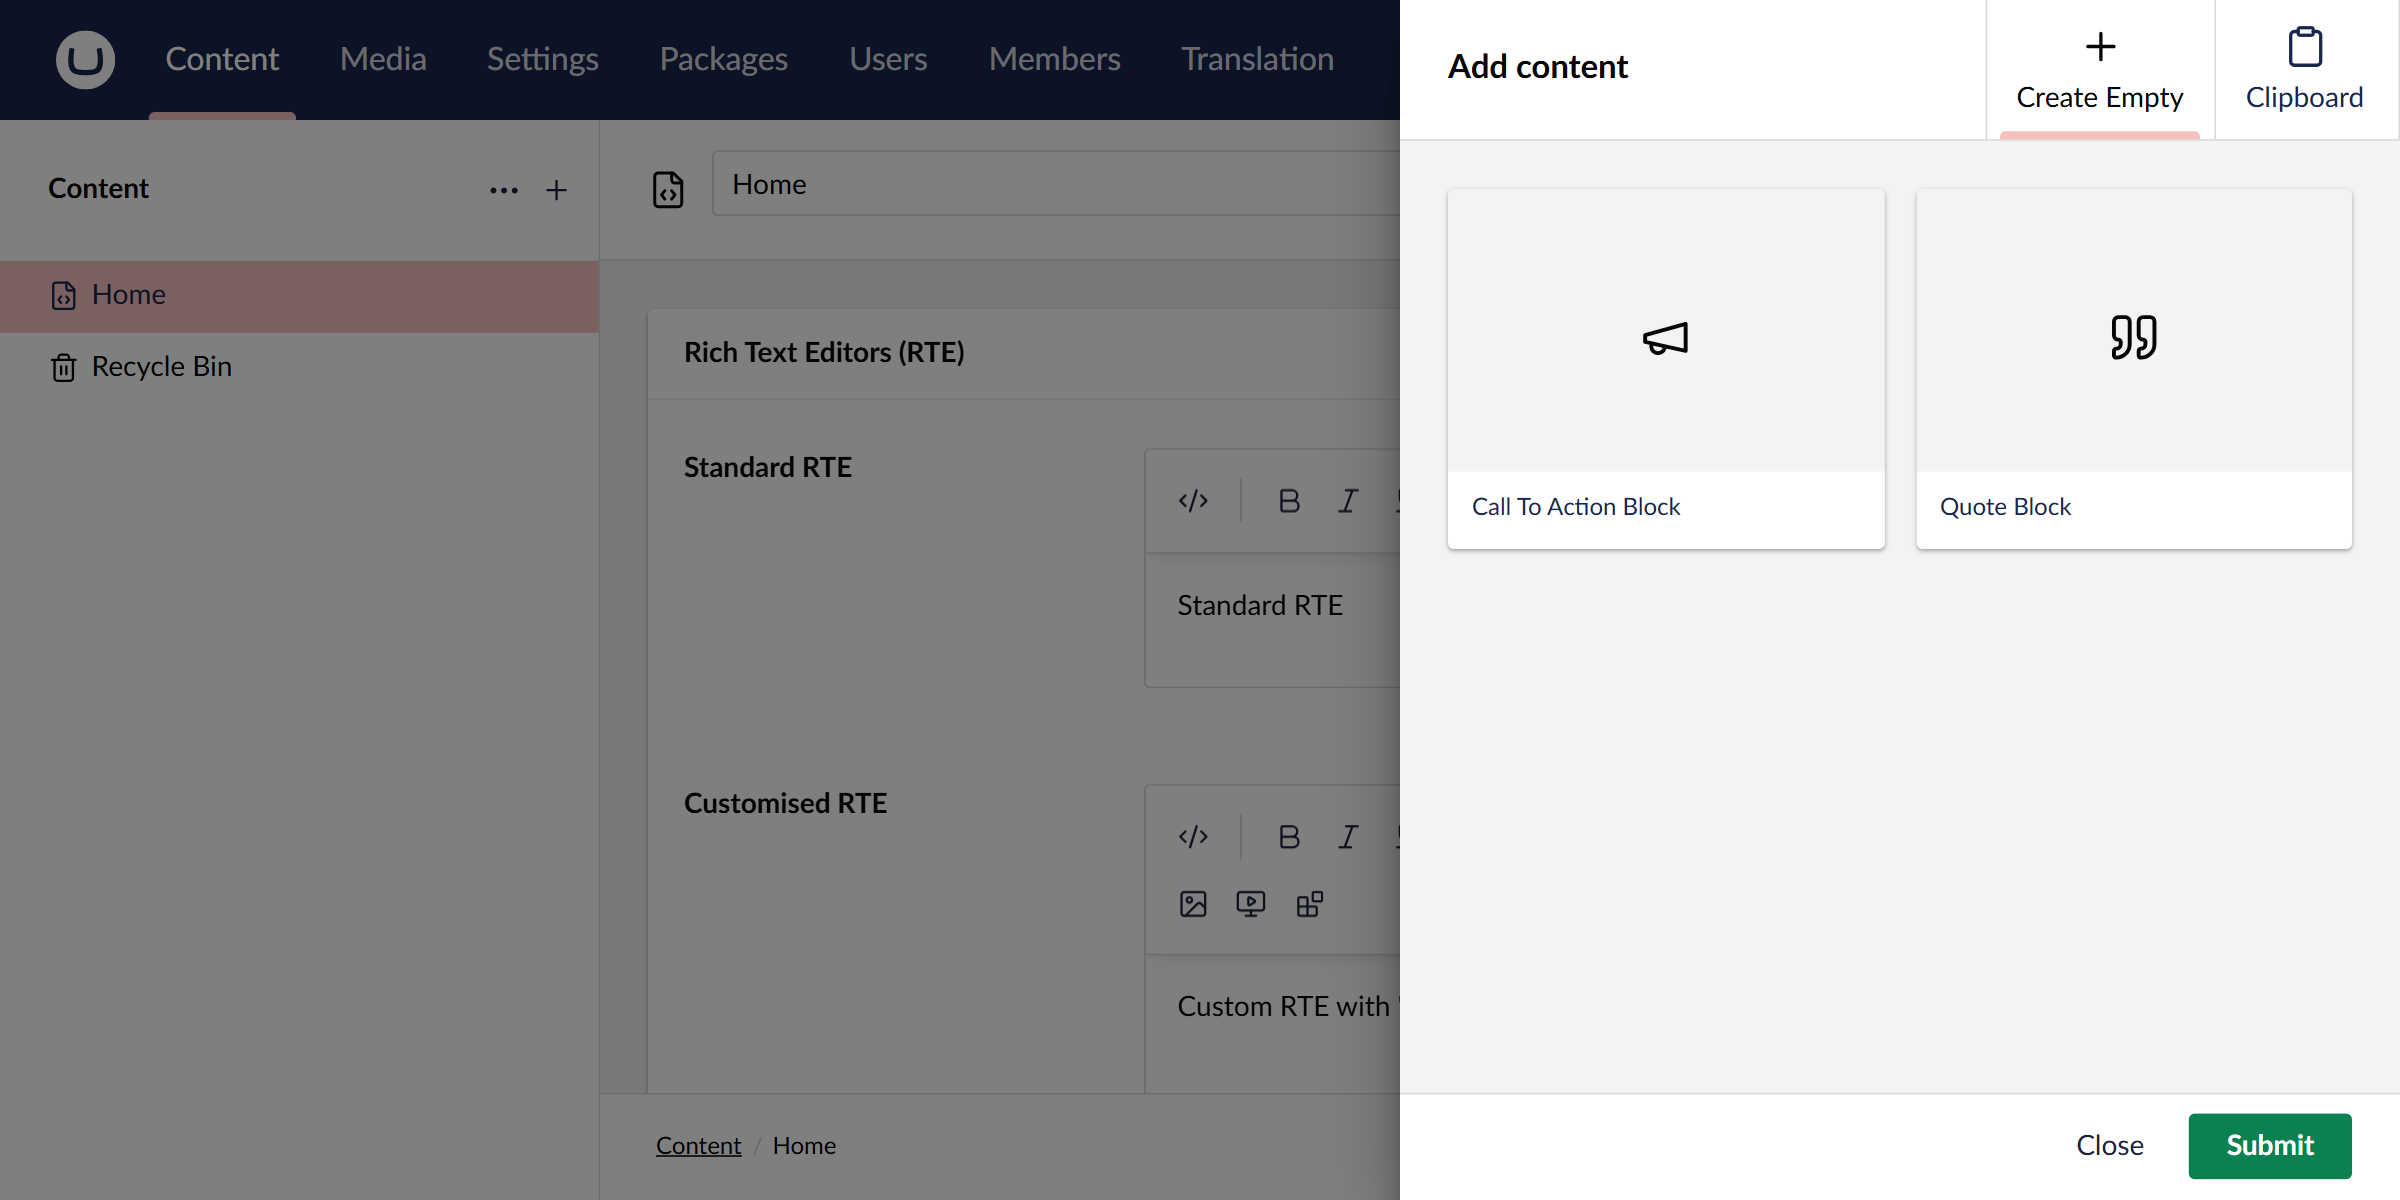 Content Media Settings Packages Users Members Translation
Content
Home
Recycle Bin
Home
Rich Text Editors (RTE)
Standard RTE
B I
Standard RTE
Customised RTE
B I
Custom RTE with
Content / Home
Add content
Create Empty
Clipboard
Call To Action Block
Quote Block
Close
Submit